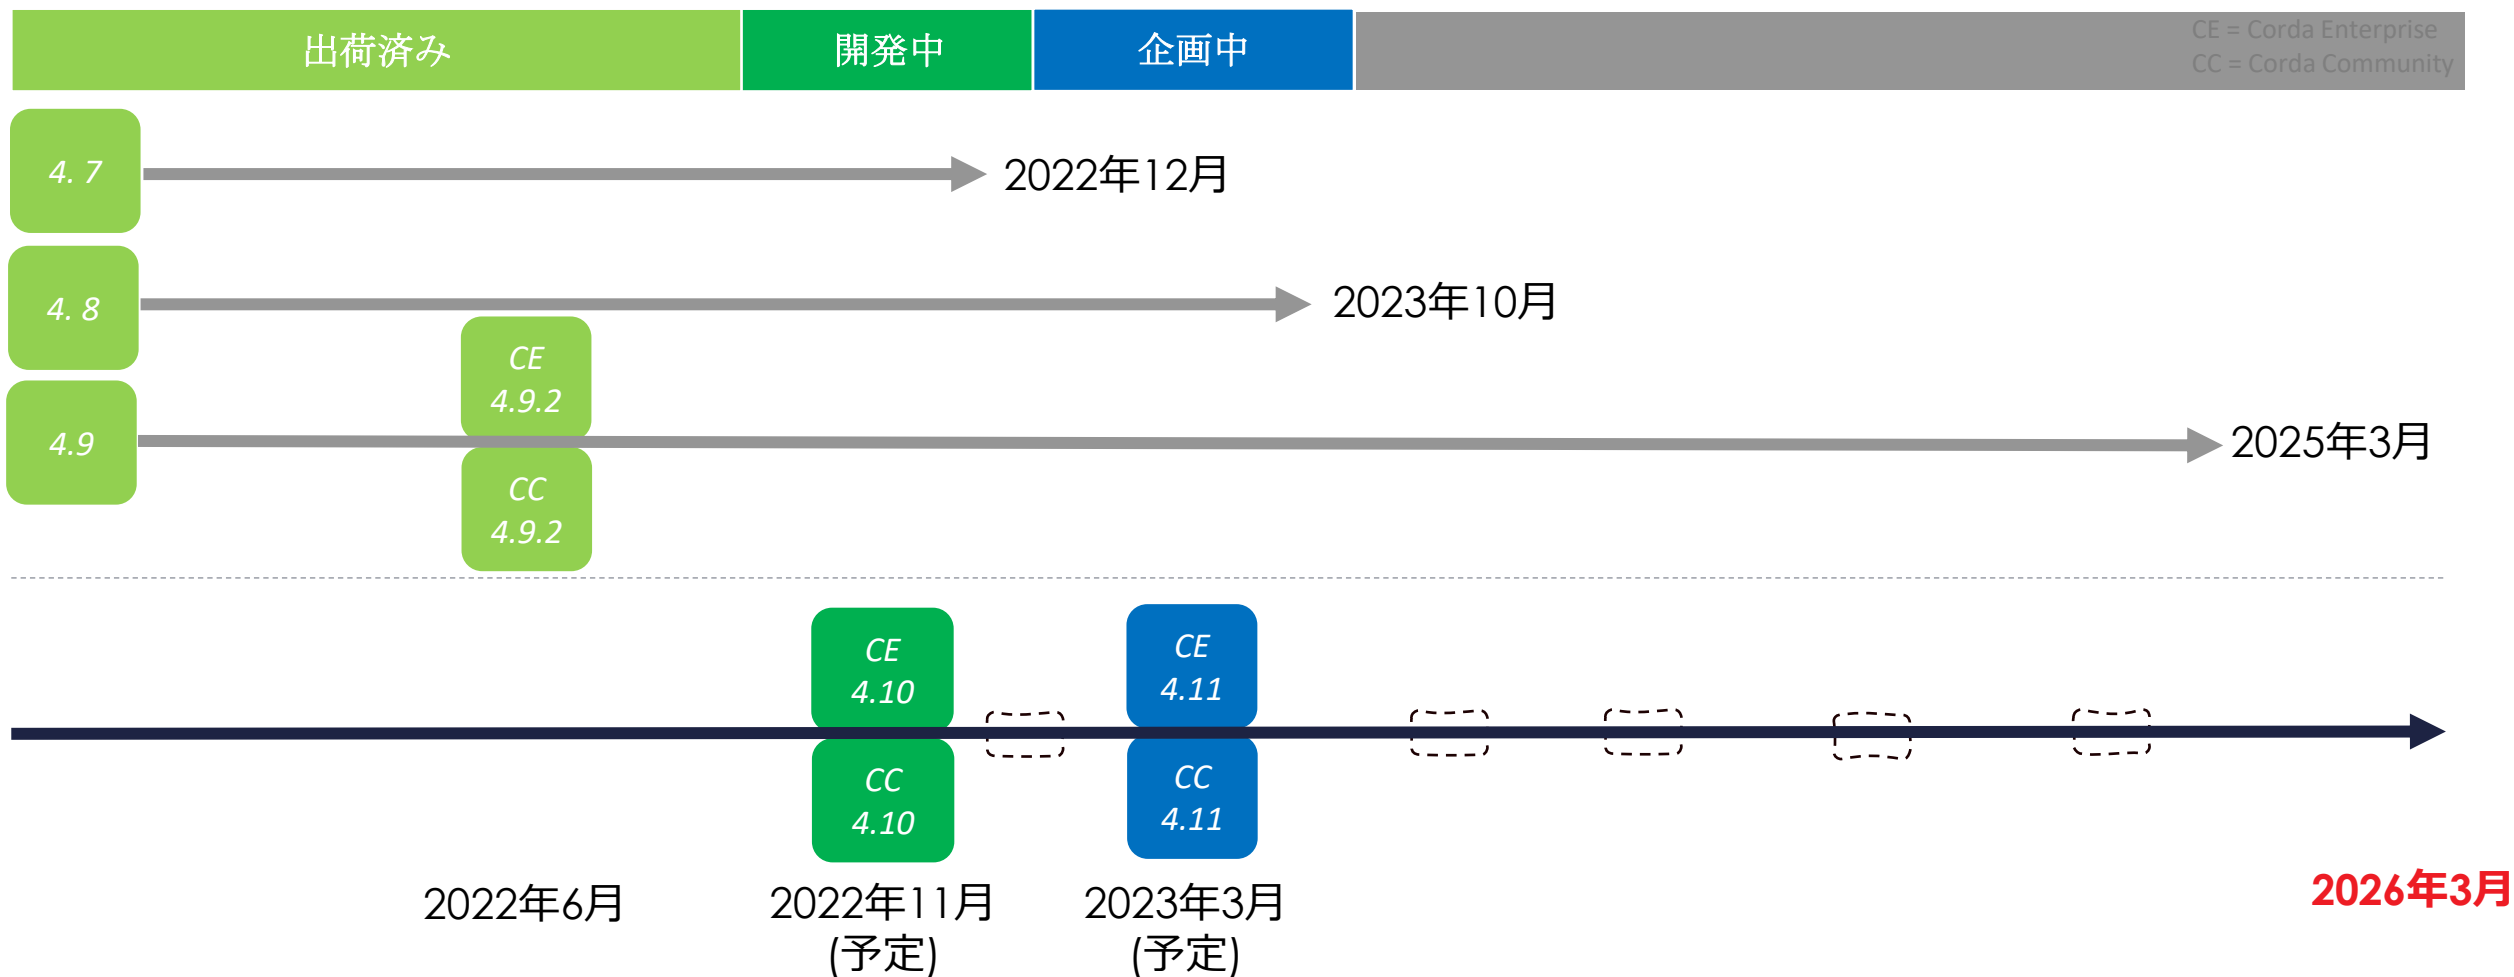 出荷済み
開発中
企画中
CE = Corda Enterprise
CC = Corda Community
4. 7
2022年12月
4. 8
2023年10月
CE
4.9.2
4.9
2025年3月
CC
4.9.2
CE
4.10
CE
4.11
CC
4.10
CC
4.11
2022年6月
2022年11月
(予定)
2023年3月
(予定)
2026年3月